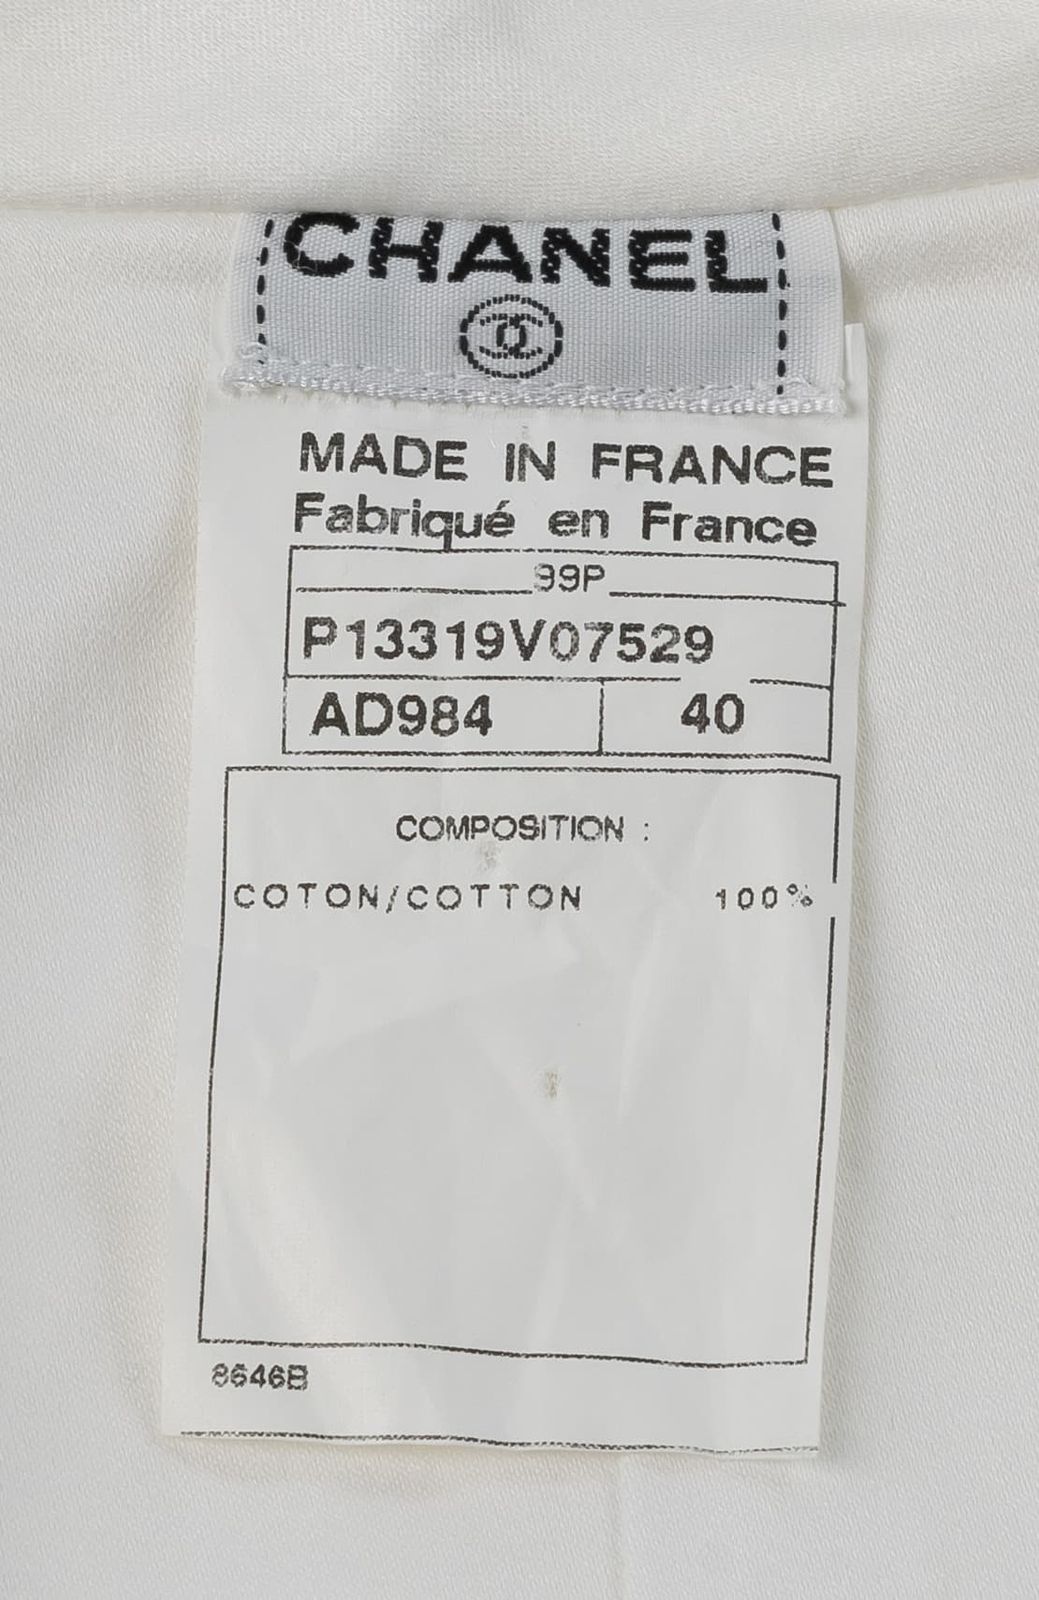 CHANEL
MADE IN FRANCE
Fabriqué en France
99P
P13319V07529
AD984 40
COMPOSITION :
COTON/COTTON 100%
8646B